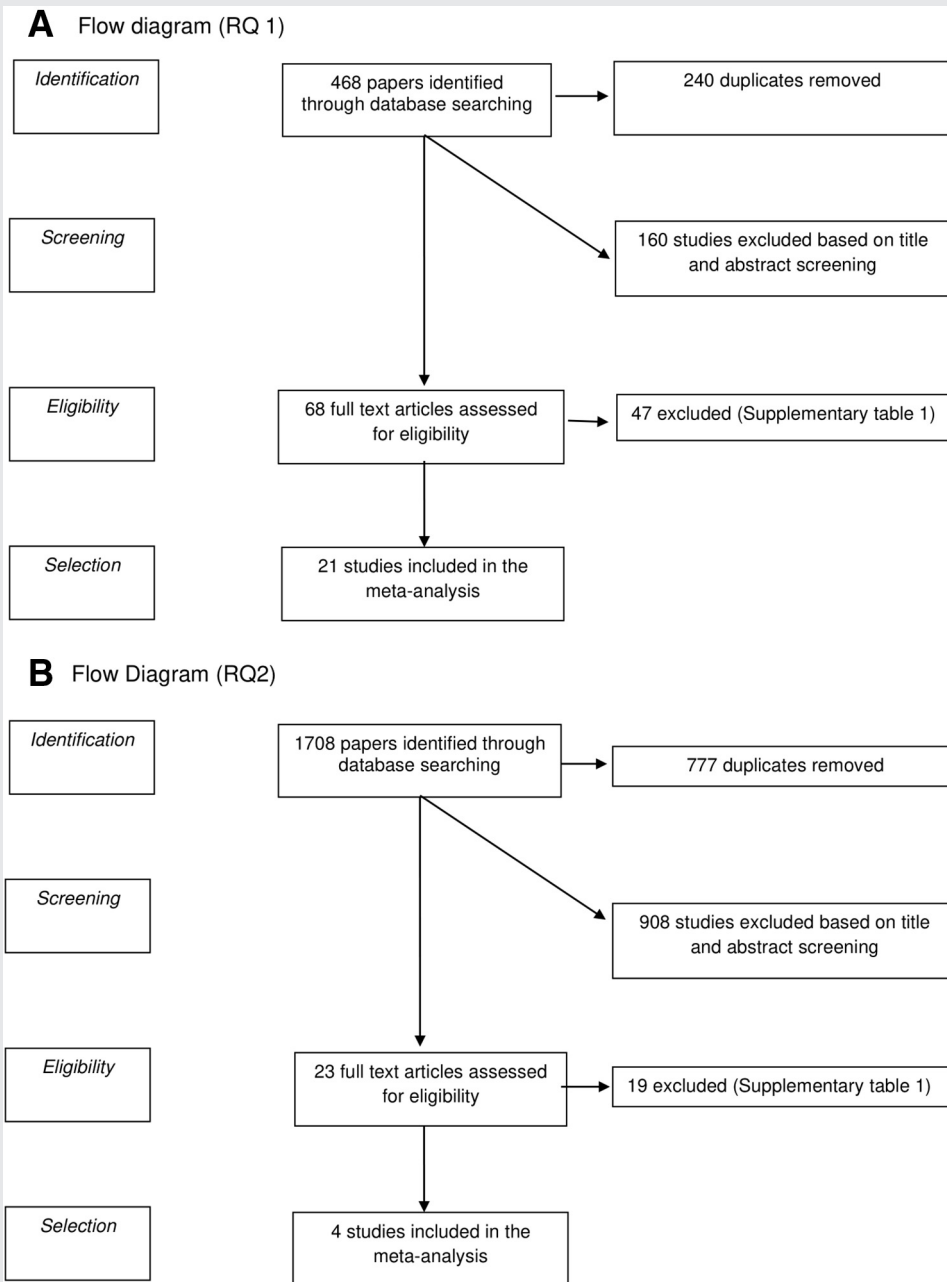 A Flow diagram (RQ 1)
Identification
468 papers identified
through database searching
240 duplicates removed
Screening
160 studies excluded based on title
and abstract screening
Eligibility
68 full text articles assessed
for eligibility
47 excluded (Supplementary table 1)
Selection
21 studies included in the
meta-analysis
B Flow Diagram (RQ2)
Identification
1708 papers identified through
database searching
777 duplicates removed
Screening
908 studies excluded based on title
and abstract screening
Eligibility
23 full text articles assessed
for eligibility
19 excluded (Supplementary table 1)
Selection
4 studies included in the
meta-analysis